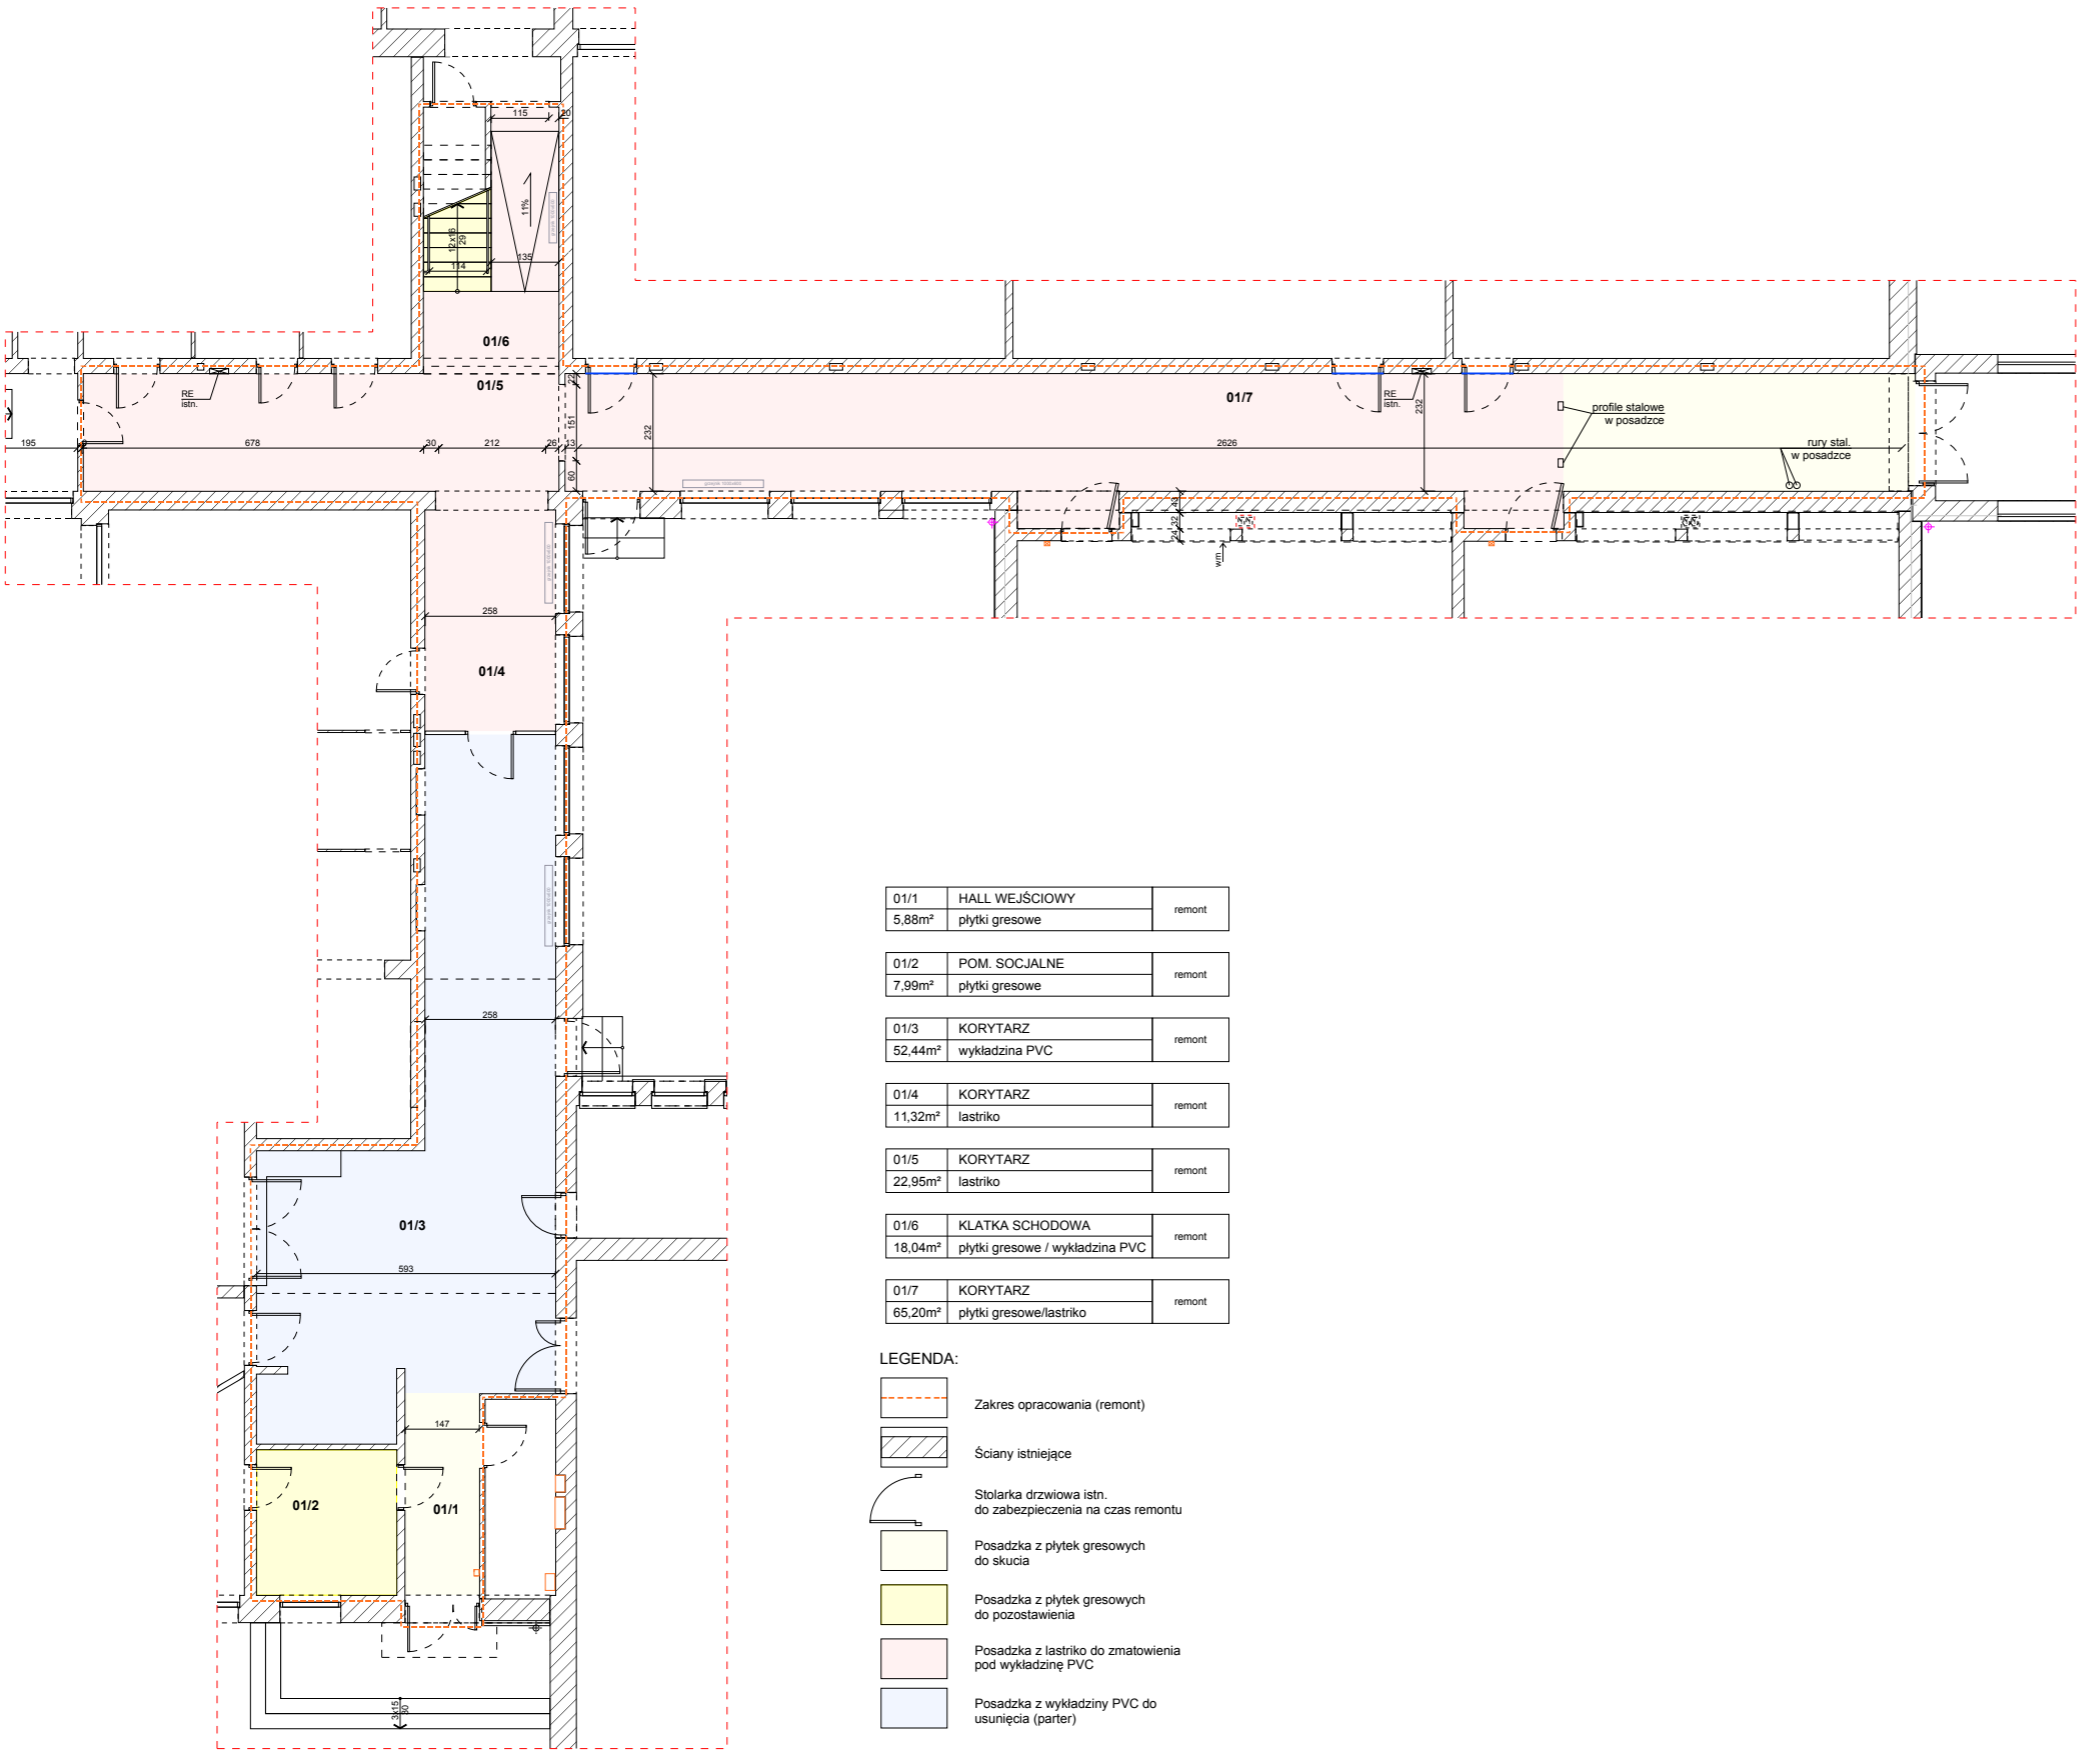 115
20
11%
12x16
29
114
135
01/6
01/5
01/7
RE
istn.
RE
istn.
22
151
60
232
232
profile stalowe
w posadzce
rury stal.
w posadzce
195
678
30
212
26
13
2626
43
32
24
wm
258
01/4
258
01/3
593
147
01/2
01/1
3x15
30
01/1 HALL WEJŚCIOWY
remont
5,88m² płytki gresowe
01/2 POM. SOCJALNE
remont
7,99m² płytki gresowe
01/3 KORYTARZ
remont
52,44m² wykładzina PVC
01/4 KORYTARZ
remont
11,32m² lastriko
01/5 KORYTARZ
remont
22,95m² lastriko
01/6 KLATKA SCHODOWA
remont
18,04m² płytki gresowe / wykładzina PVC
01/7 KORYTARZ
remont
65,20m² płytki gresowe/lastriko
LEGENDA:
Zakres opracowania (remont)
Ściany istniejące
Stolarka drzwiowa istn.
do zabezpieczenia na czas remontu
Posadzka z płytek gresowych
do skucia
Posadzka z płytek gresowych
do pozostawienia
Posadzka z lastriko do zmatowienia
pod wykładzinę PVC
Posadzka z wykładziny PVC do
usunięcia (parter)